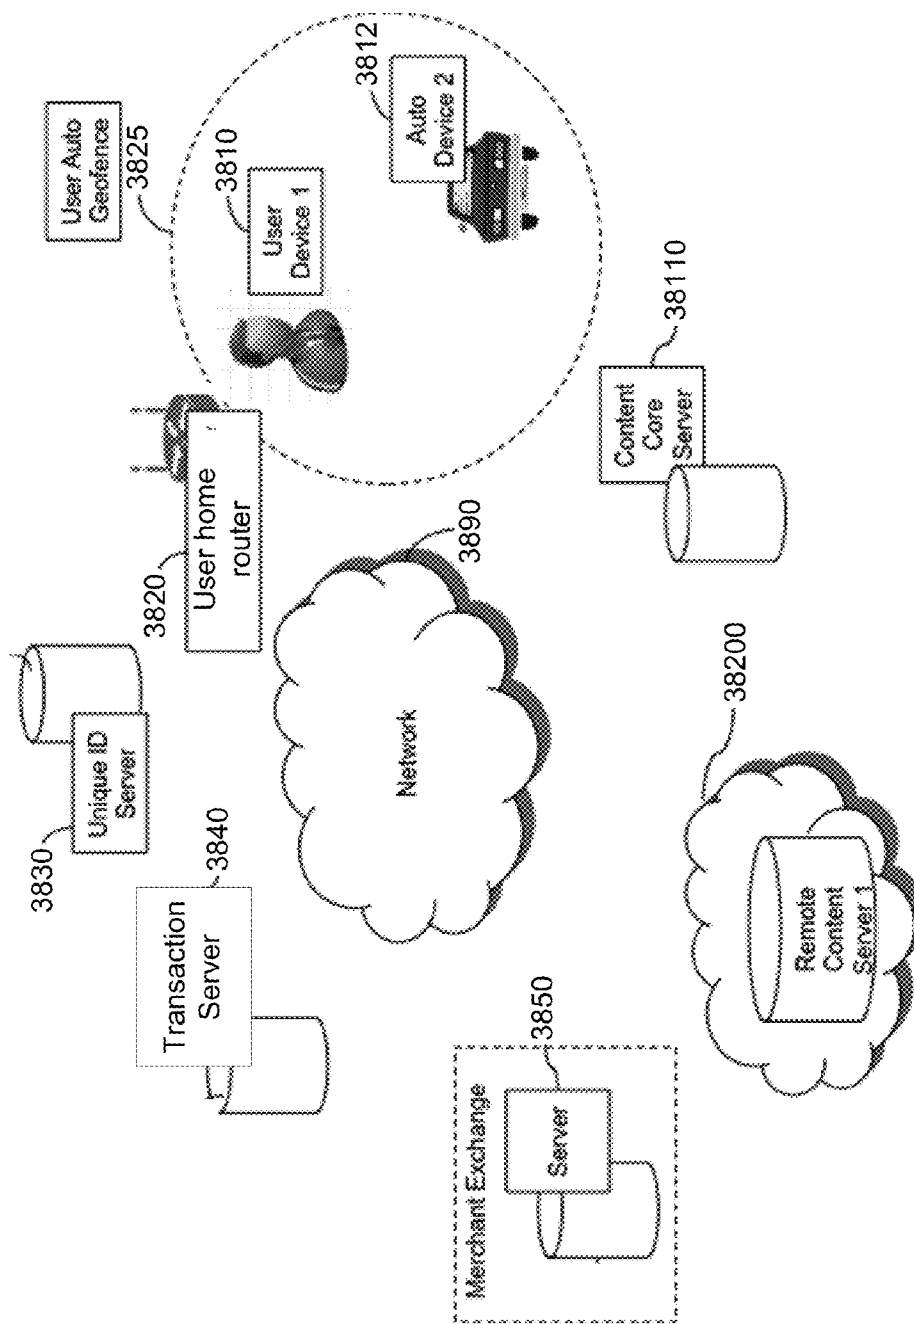 User Auto
Geofence
3825
3810
User
Device 1
3812
Auto
Device 2
3820
User home
router
3830
Unique ID
Server
3840
Transaction
Server
3890
Network
38110
Content
Core
Server
3850
Merchant Exchange
Server
38200
Remote
Content
Server 1